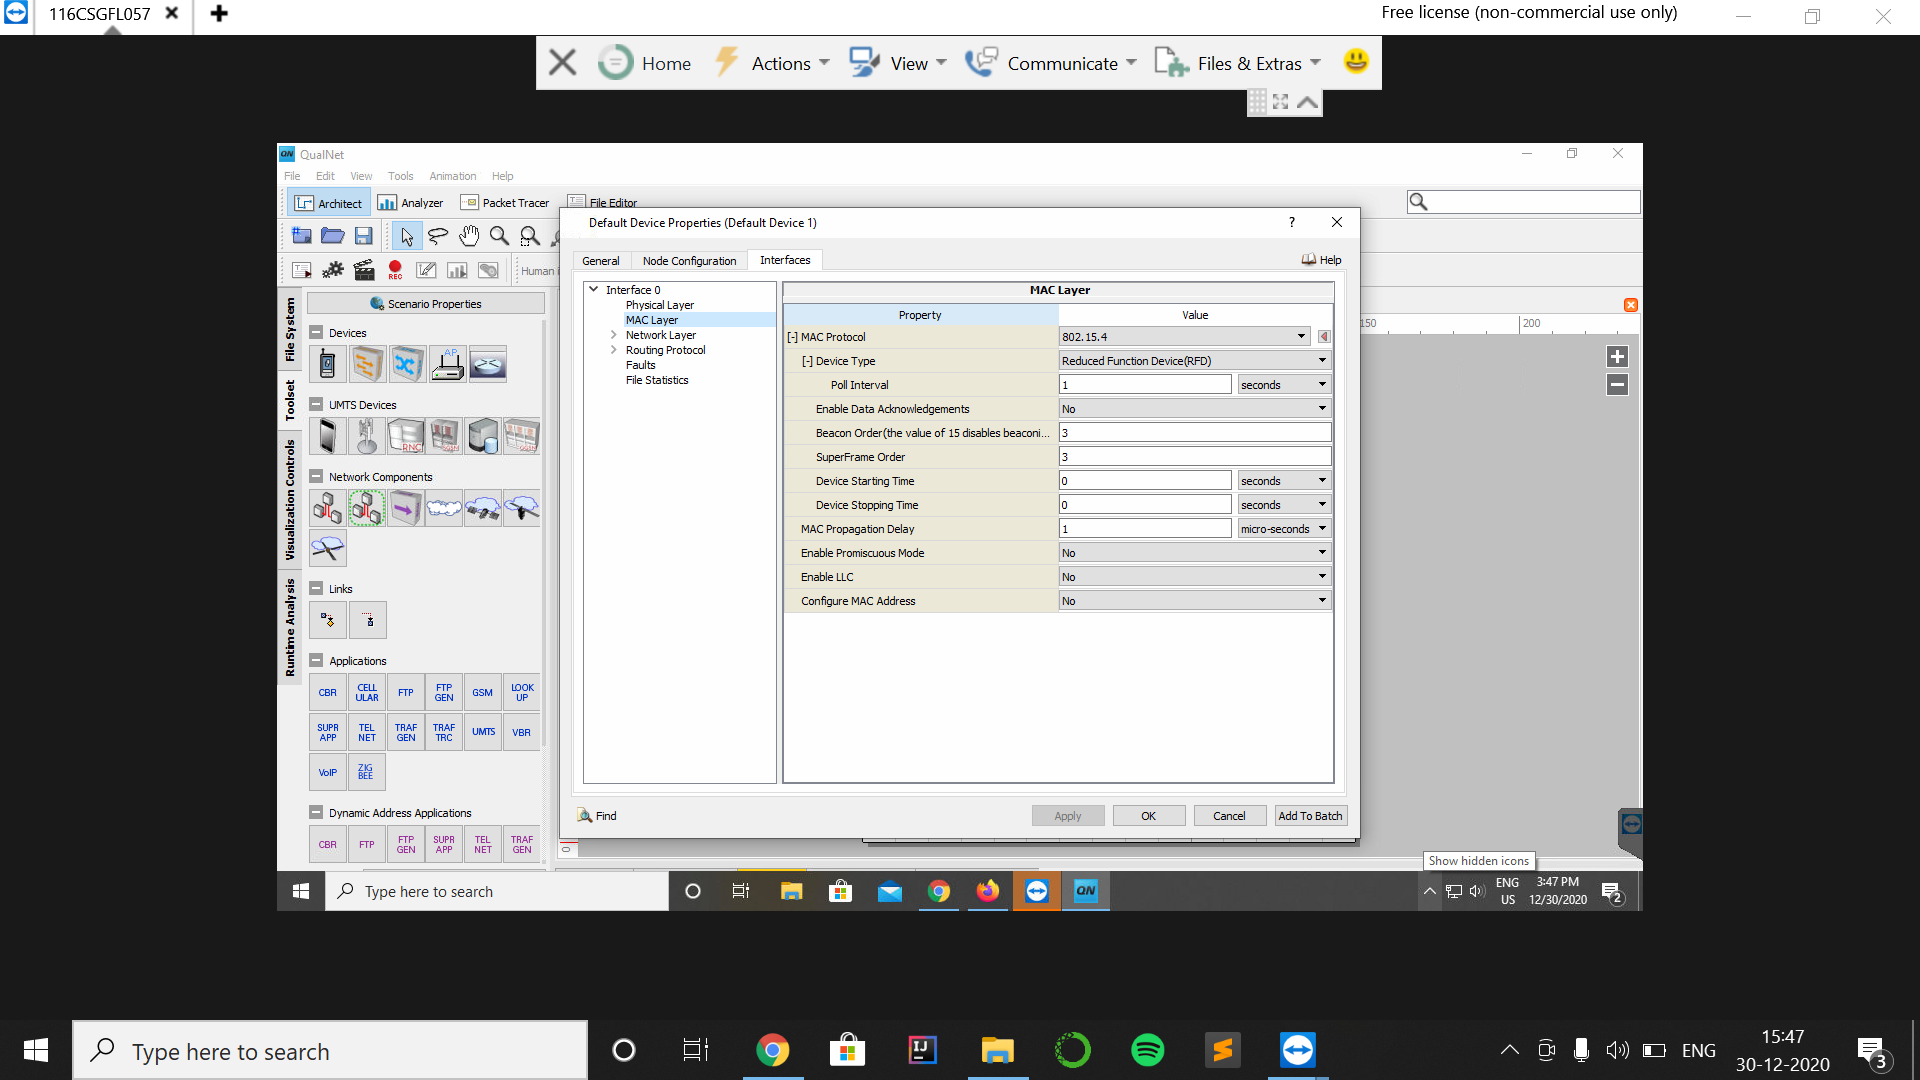 116CSGFL057
Free license (non-commercial use only)
Home
Actions
View
Communicate
Files & Extras
QN QualNet
File Edit View Tools Animation Help
Architect
Analyzer
Packet Tracer
File Editor
Default Device Properties (Default Device 1)
?
REC
Human i
General
Node Configuration
Interfaces
Help
File System
Toolset
Visualization Controls
Runtime Analysis
Scenario Properties
Devices
AP
UMTS Devices
RNC
Network Components
Links
Applications
CBR
CELL ULAR
FTP
FTP GEN
GSM
LOOK UP
SUPR APP
TEL NET
TRAF GEN
TRAF TRC
UMTS
VBR
VoIP
ZIG BEE
Dynamic Address Applications
CBR
FTP
FTP GEN
SUPR APP
TEL NET
TRAF GEN
Interface 0
Physical Layer
MAC Layer
Network Layer
Routing Protocol
Faults
File Statistics
MAC Layer
Property Value
[-] MAC Protocol 802.15.4
[-] Device Type Reduced Function Device(RFD)
Poll Interval 1 seconds
Enable Data Acknowledgements No
Beacon Order(the value of 15 disables beaconi... 3
SuperFrame Order 3
Device Starting Time 0 seconds
Device Stopping Time 0 seconds
MAC Propagation Delay 1 micro-seconds
Enable Promiscuous Mode No
Enable LLC No
Configure MAC Address No
150
200
Find
Apply
OK
Cancel
Add To Batch
0
Show hidden icons
Type here to search
QN
ENG
US
3:47 PM
12/30/2020
2
Type here to search
IJ
ENG
15:47
30-12-2020
3